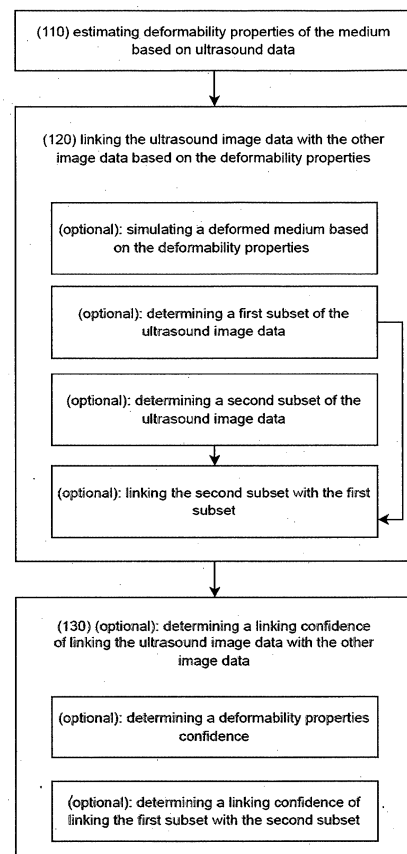 (110) estimating deformability properties of the medium
based on ultrasound data
(120) linking the ultrasound image data with the other
image data based on the deformability properties
(optional): simulating a deformed medium based
on the deformability properties
(optional): determining a first subset of the
ultrasound image data
(optional): determining a second subset of the
ultrasound image data
(optional): linking the second subset with the first
subset
(130) (optional): determining a linking confidence
of linking the ultrasound image data with the other
image data
(optional): determining a deformability properties
confidence
(optional): determining a linking confidence of
linking the first subset with the second subset